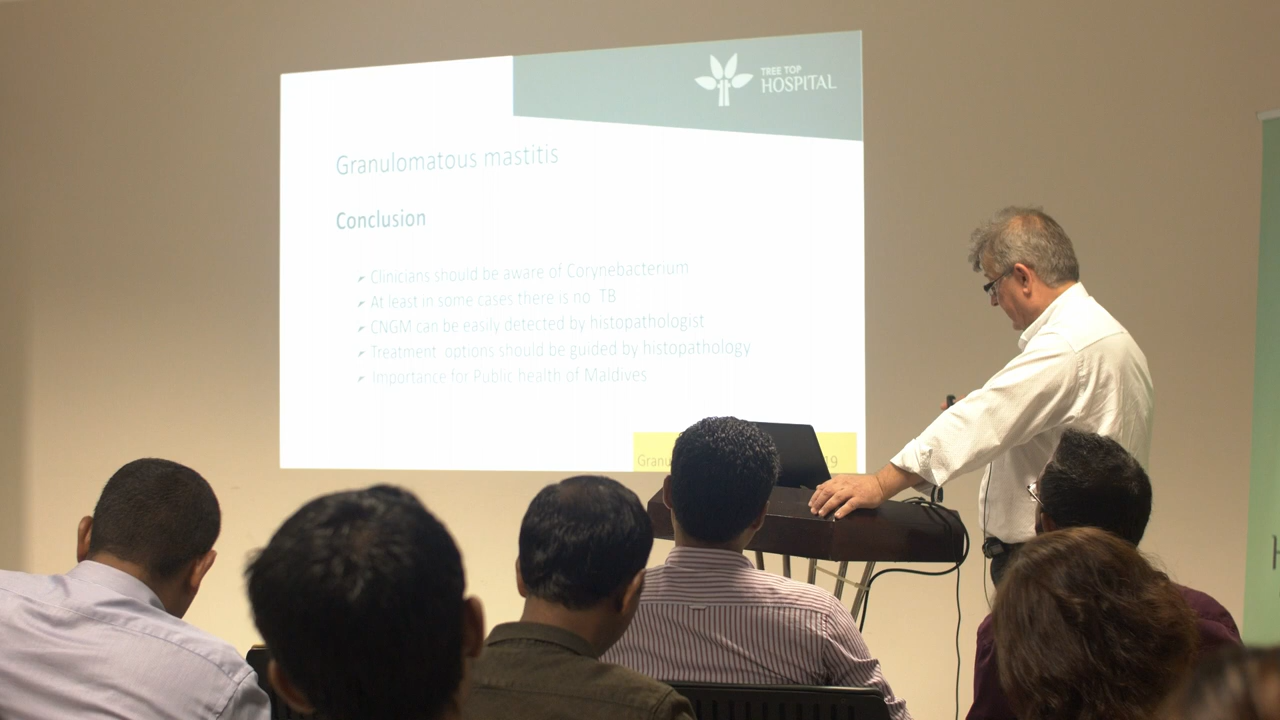 TREE TOP
HOSPITAL
Granulomatous mastitis
Conclusion
Clinicians should be aware of Corynebacterium
At least in some cases there is no TB
CNGM can be easily detected by histopathologist
Treatment options should be guided by histopathology
Importance for Public health of Maldives
19